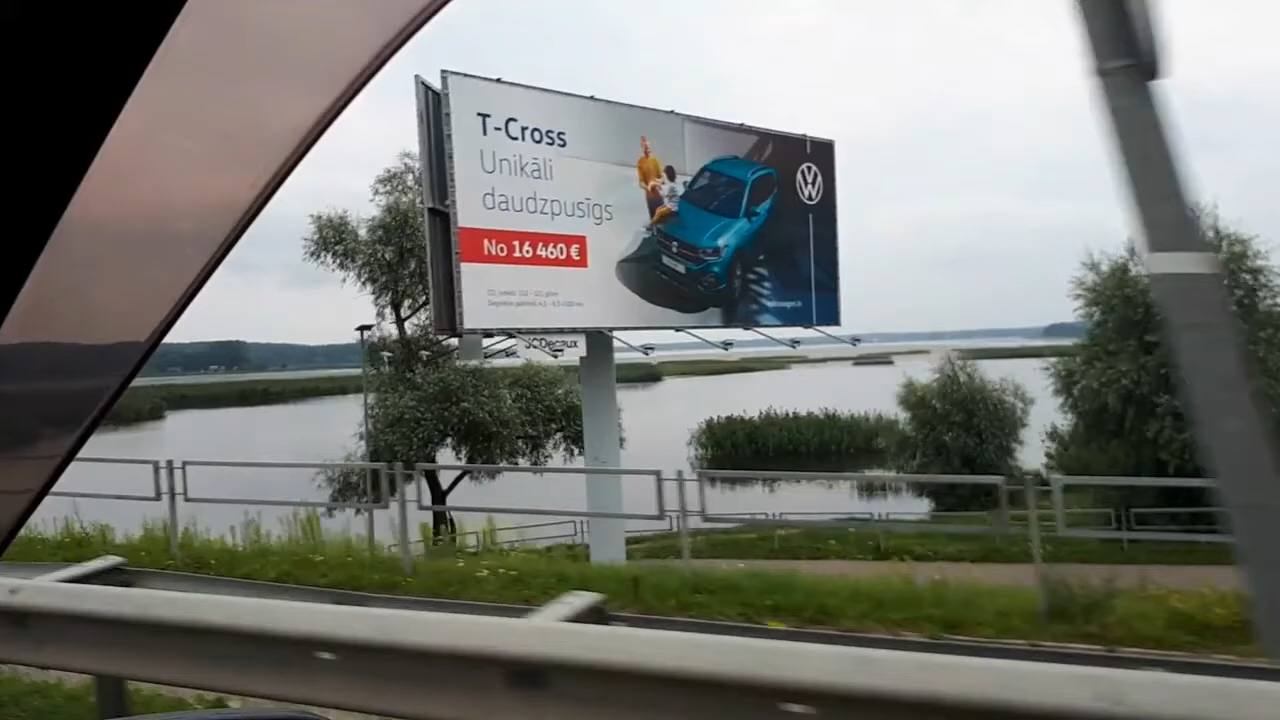 T-Cross
Unikāli
daudzpusīgs
No 16 460 €
JCDecaux